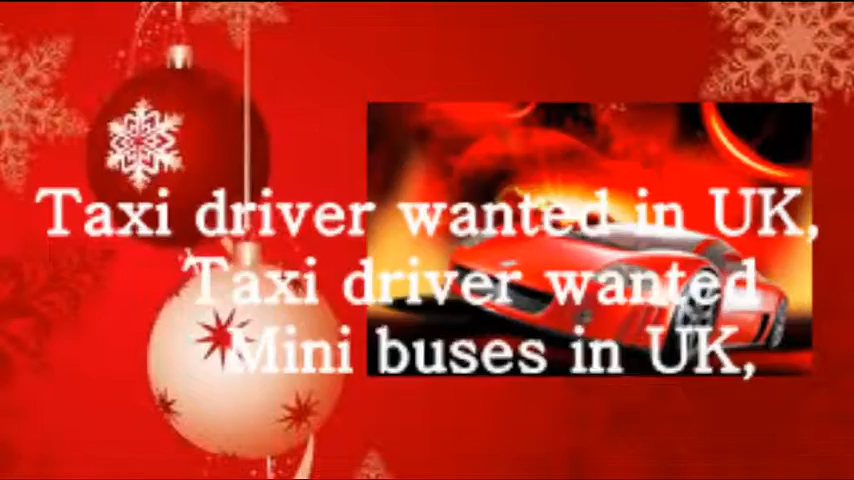 Taxi driver wanted in UK,
Taxi driver wanted
Mini buses in UK,